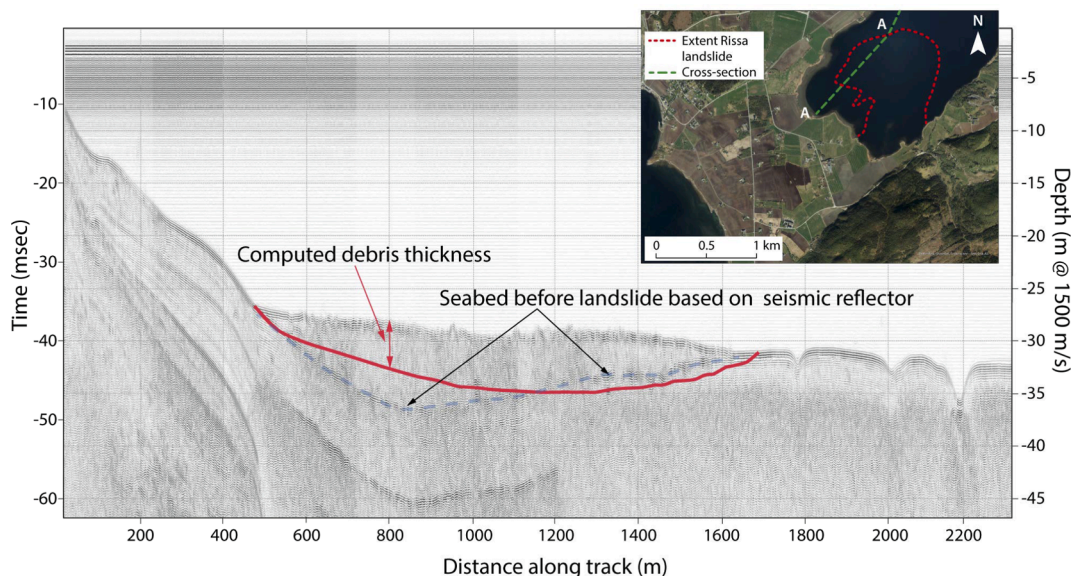 A
N
Extent Rissa
landslide
Cross-section
A
0 0.5 1 km
Computed debris thickness
Seabed before landslide based on seismic reflector
Time (msec)
-10
-20
-30
-40
-50
-60
Depth (m @ 1500 m/s)
-5
-10
-15
-20
-25
-30
-35
-40
-45
200 400 600 800 1000 1200 1400 1600 1800 2000 2200
Distance along track (m)